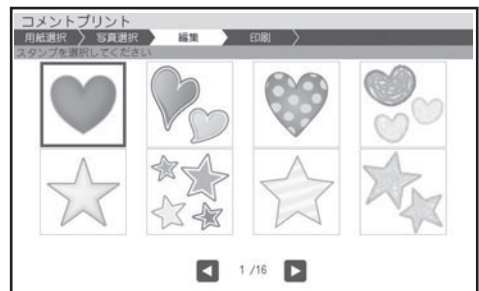 コメントプリント
用紙選択 写真選択 編集 印刷
スタンプを選択してください
1 /16